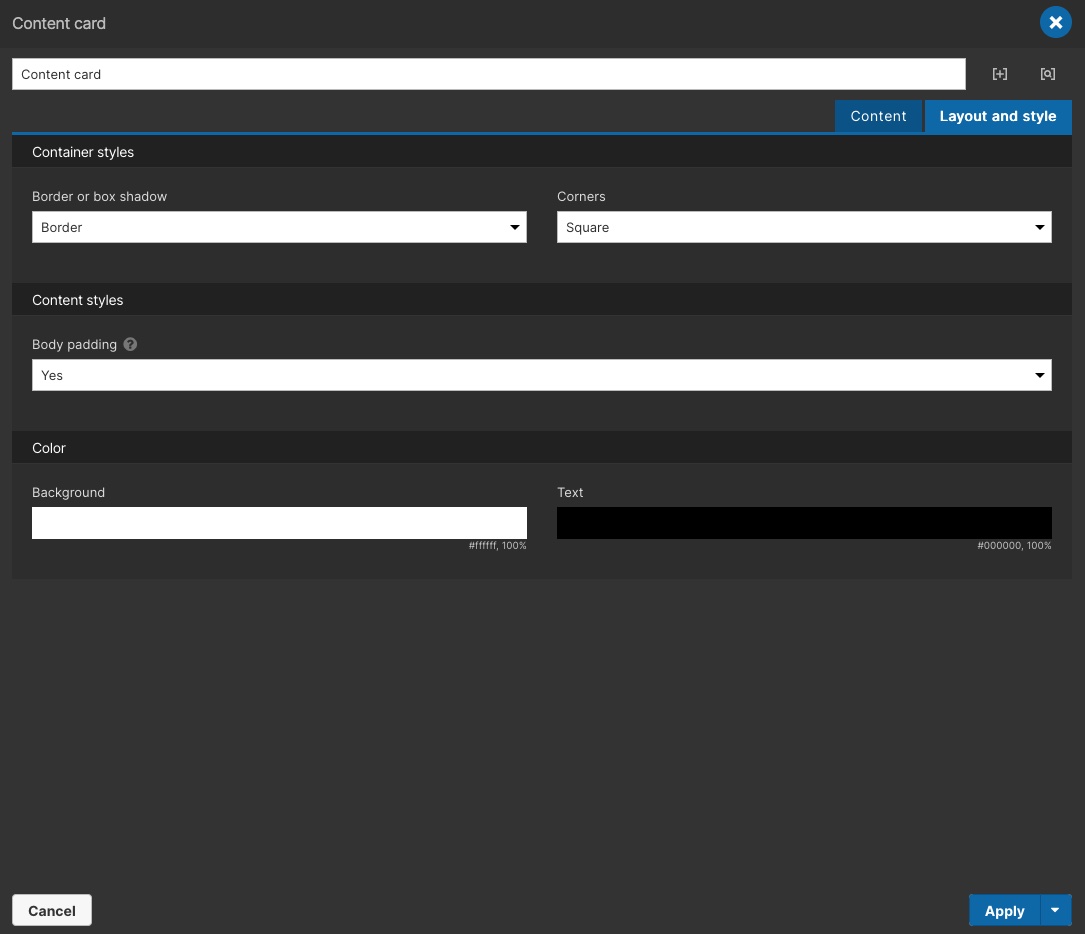 Content card
Content card
Content Layout and style
Container styles
Border or box shadow Corners
Border Square
Content styles
Body padding ?
Yes
Color
Background Text
#ffffff, 100% #000000, 100%
Cancel Apply